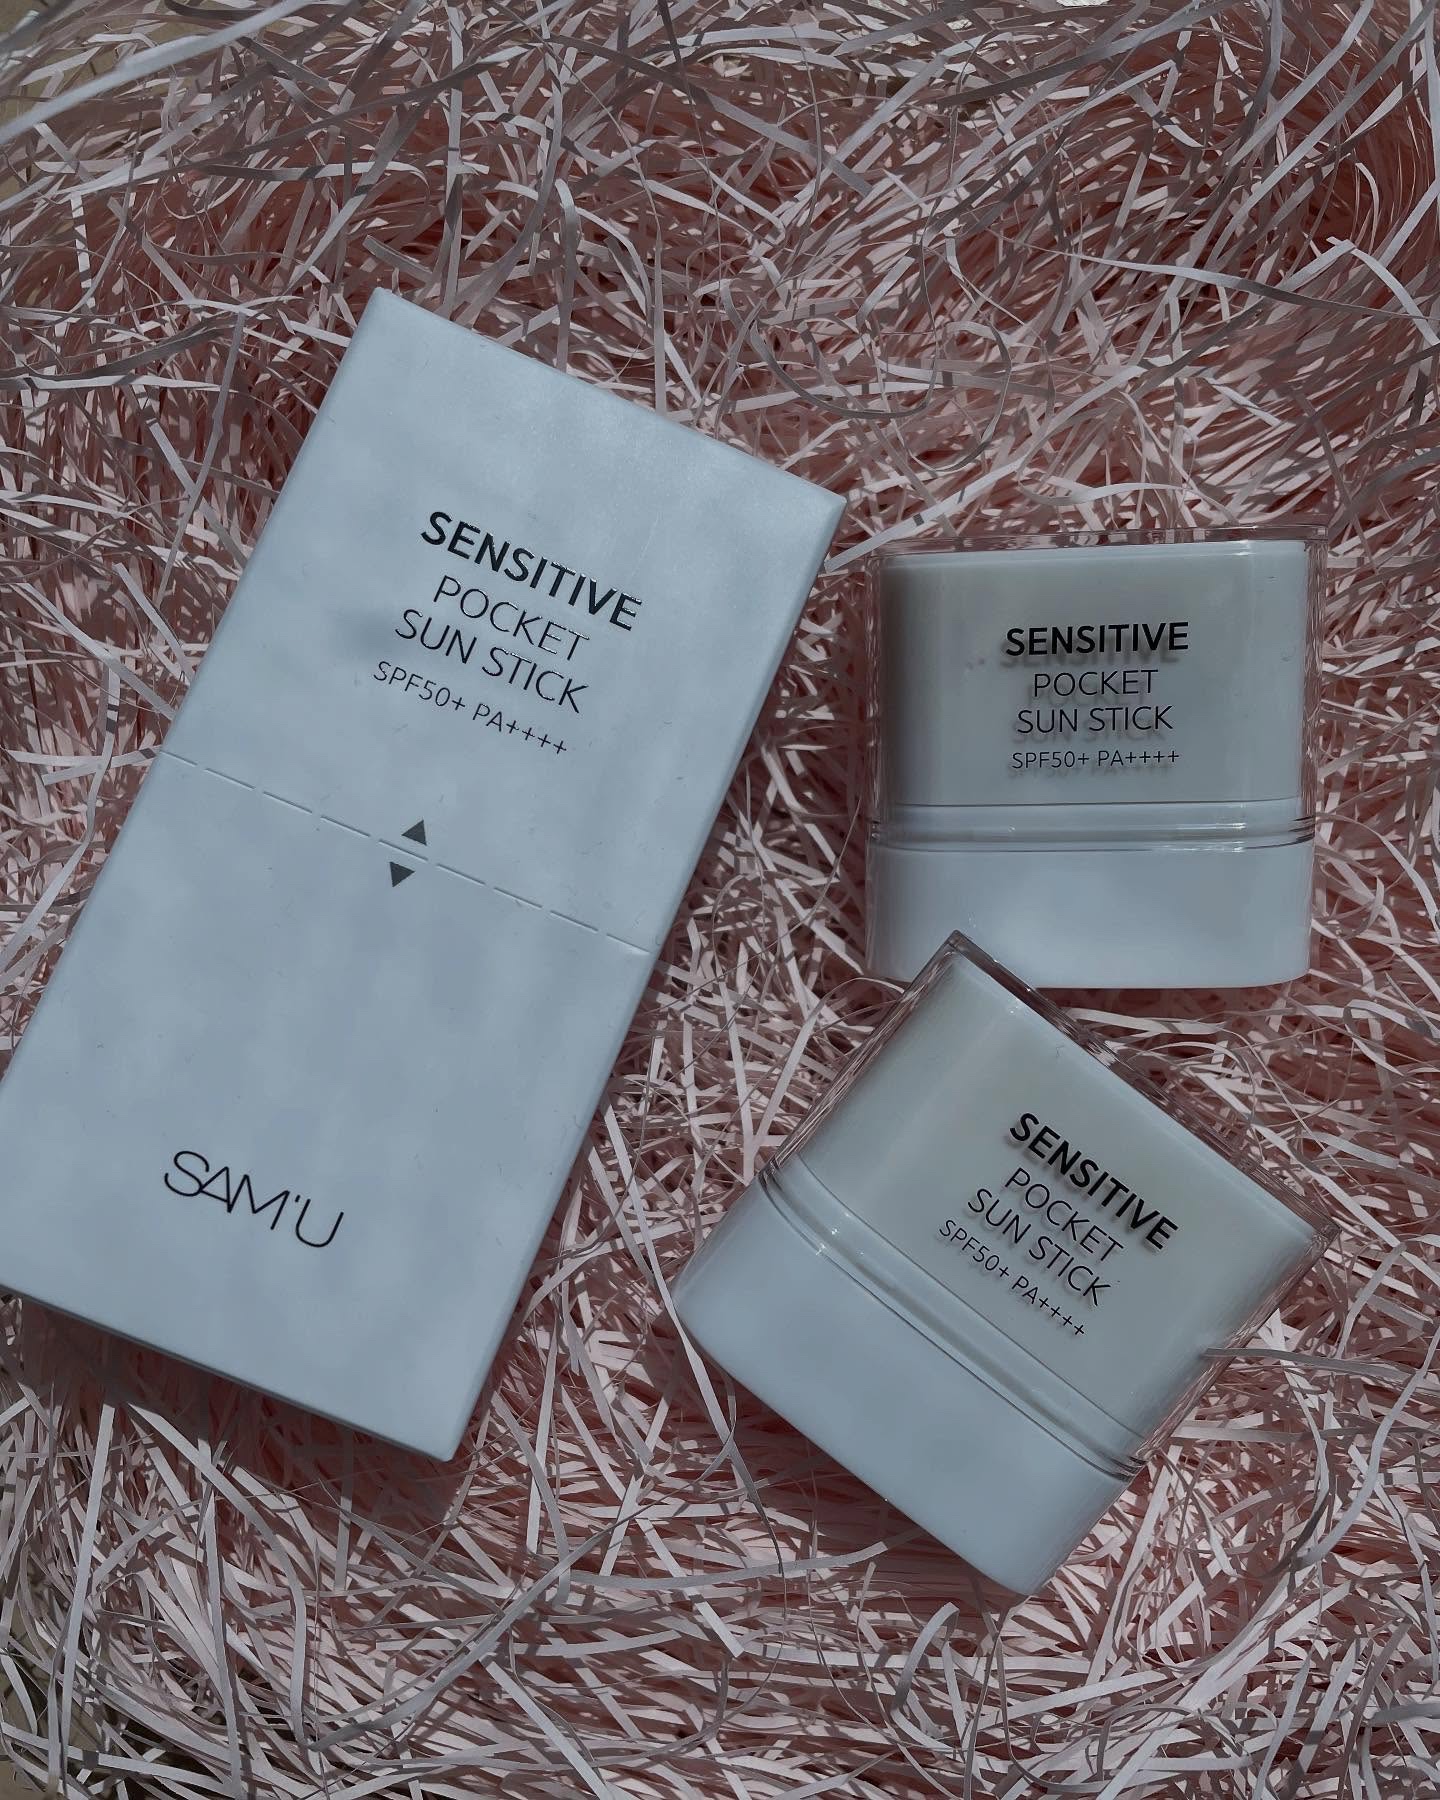 SENSITIVE
POCKET
SUN STICK
SPF50+ PA++++
SAM'U
SENSITIVE
POCKET
SUN STICK
SPF50+ PA++++
SENSITIVE
POCKET
SUN STICK
SPF50+ PA++++